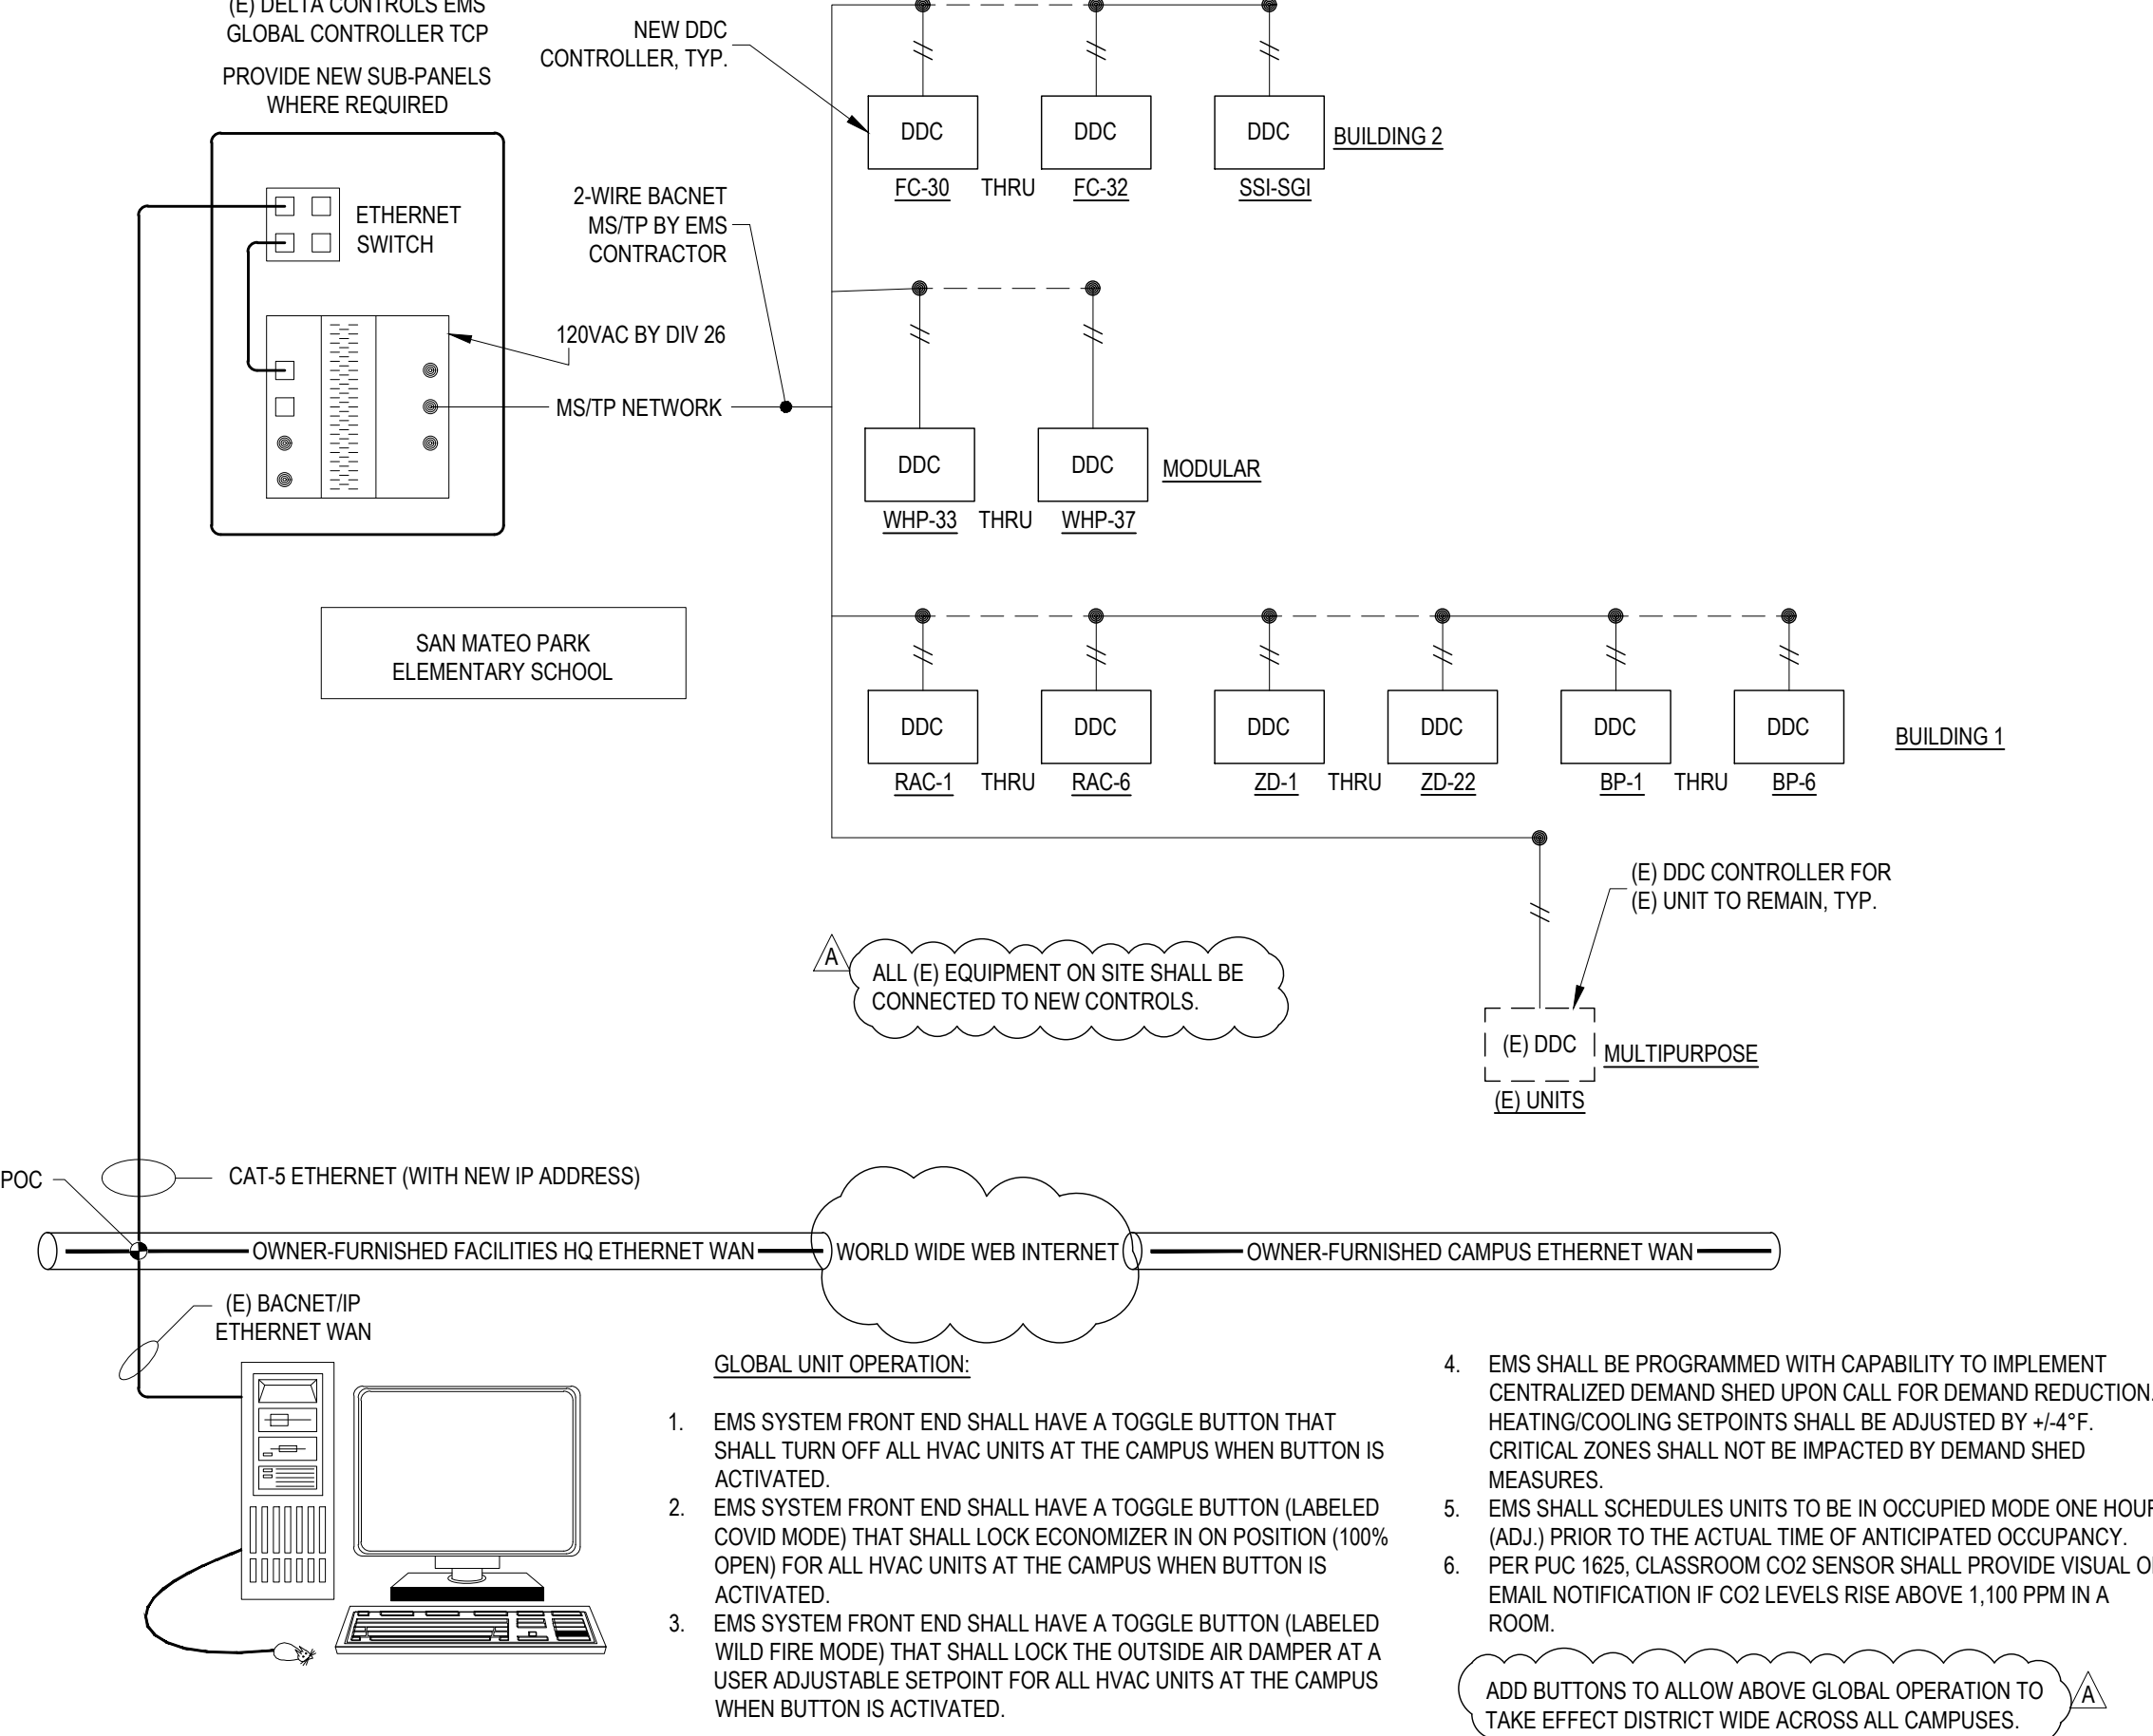 (E) DELTA CONTROLS EMS
GLOBAL CONTROLLER TCP
PROVIDE NEW SUB-PANELS
WHERE REQUIRED
NEW DDC
CONTROLLER, TYP.
DDC
DDC
DDC
BUILDING 2
FC-30 THRU FC-32
SSI-SGI
ETHERNET
SWITCH
2-WIRE BACNET
MS/TP BY EMS
CONTRACTOR
120VAC BY DIV 26
MS/TP NETWORK
DDC
DDC
MODULAR
WHP-33 THRU WHP-37
SAN MATEO PARK
ELEMENTARY SCHOOL
DDC
DDC
DDC
DDC
DDC
DDC
BUILDING 1
RAC-1 THRU RAC-6
ZD-1 THRU ZD-22
BP-1 THRU BP-6
(E) DDC CONTROLLER FOR
(E) UNIT TO REMAIN, TYP.
A
ALL (E) EQUIPMENT ON SITE SHALL BE
CONNECTED TO NEW CONTROLS.
(E) DDC
MULTIPURPOSE
(E) UNITS
POC
CAT-5 ETHERNET (WITH NEW IP ADDRESS)
OWNER-FURNISHED FACILITIES HQ ETHERNET WAN
WORLD WIDE WEB INTERNET
OWNER-FURNISHED CAMPUS ETHERNET WAN
(E) BACNET/IP
ETHERNET WAN
GLOBAL UNIT OPERATION:
1. EMS SYSTEM FRONT END SHALL HAVE A TOGGLE BUTTON THAT
SHALL TURN OFF ALL HVAC UNITS AT THE CAMPUS WHEN BUTTON IS
ACTIVATED.
2. EMS SYSTEM FRONT END SHALL HAVE A TOGGLE BUTTON (LABELED
COVID MODE) THAT SHALL LOCK ECONOMIZER IN ON POSITION (100%
OPEN) FOR ALL HVAC UNITS AT THE CAMPUS WHEN BUTTON IS
ACTIVATED.
3. EMS SYSTEM FRONT END SHALL HAVE A TOGGLE BUTTON (LABELED
WILD FIRE MODE) THAT SHALL LOCK THE OUTSIDE AIR DAMPER AT A
USER ADJUSTABLE SETPOINT FOR ALL HVAC UNITS AT THE CAMPUS
WHEN BUTTON IS ACTIVATED.
4. EMS SHALL BE PROGRAMMED WITH CAPABILITY TO IMPLEMENT
CENTRALIZED DEMAND SHED UPON CALL FOR DEMAND REDUCTION.
HEATING/COOLING SETPOINTS SHALL BE ADJUSTED BY +/-4°F.
CRITICAL ZONES SHALL NOT BE IMPACTED BY DEMAND SHED
MEASURES.
5. EMS SHALL SCHEDULES UNITS TO BE IN OCCUPIED MODE ONE HOUR
(ADJ.) PRIOR TO THE ACTUAL TIME OF ANTICIPATED OCCUPANCY.
6. PER PUC 1625, CLASSROOM CO2 SENSOR SHALL PROVIDE VISUAL
EMAIL NOTIFICATION IF CO2 LEVELS RISE ABOVE 1,100 PPM IN A
ROOM.
ADD BUTTONS TO ALLOW ABOVE GLOBAL OPERATION TO
TAKE EFFECT DISTRICT WIDE ACROSS ALL CAMPUSES.
A